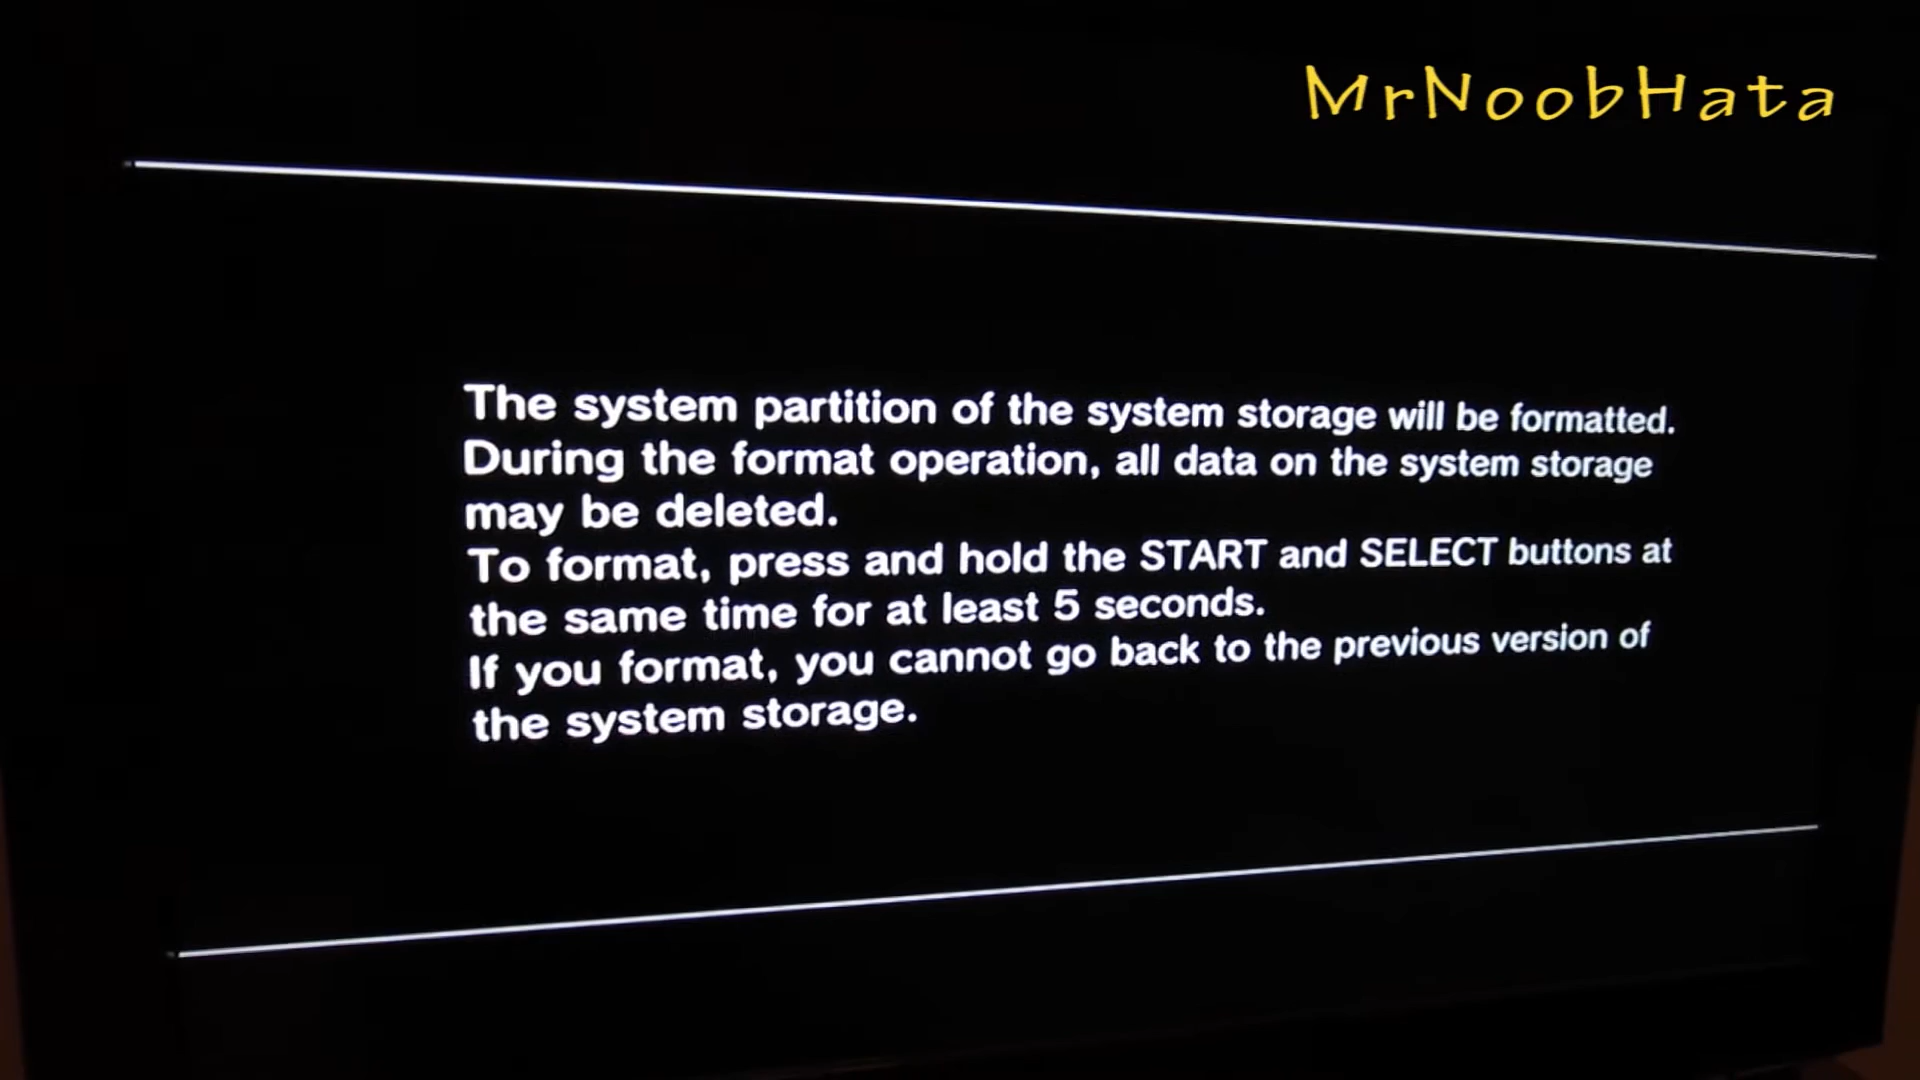 MrNoobHata
The system partition of the system storage will be formatted.
During the format operation, all data on the system storage
may be deleted.
To format, press and hold the START and SELECT buttons at
the same time for at least 5 seconds.
If you format, you cannot go back to the previous version of
the system storage.